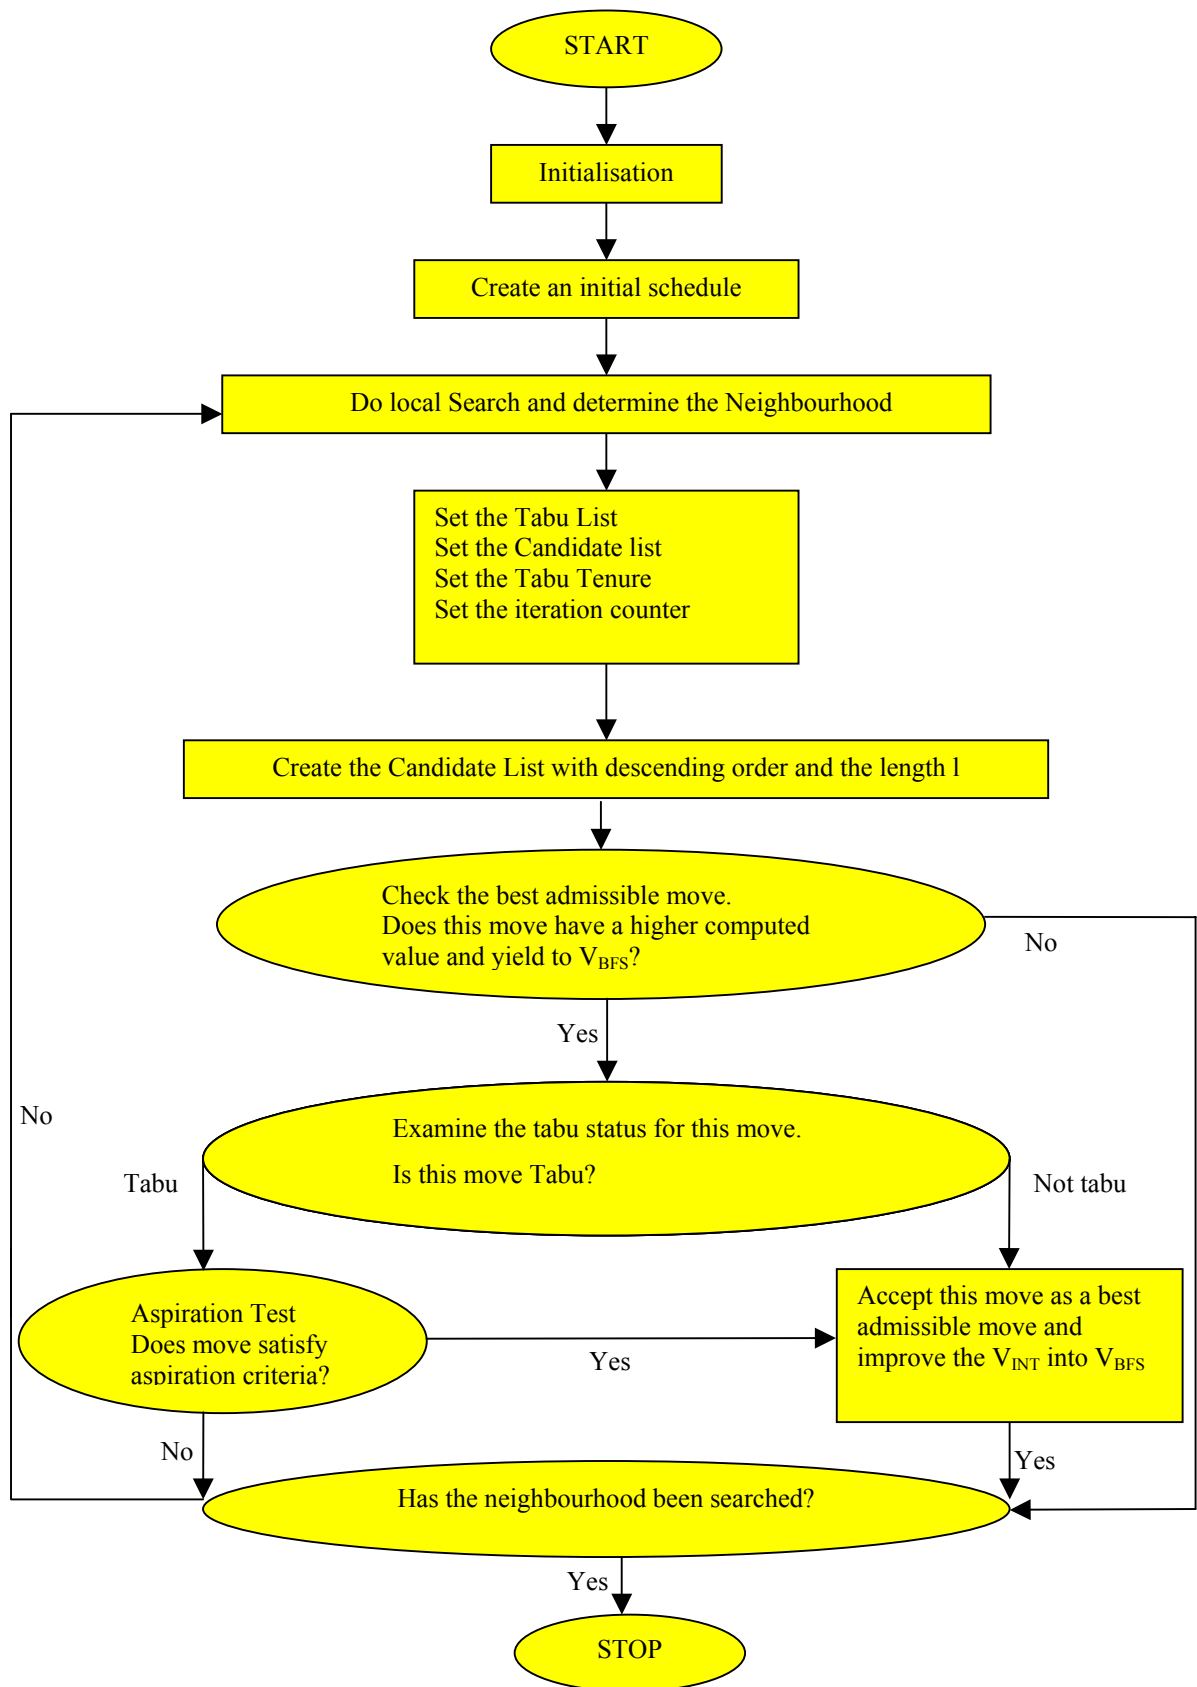 START
Initialisation
Create an initial schedule
Do local Search and determine the Neighbourhood
Set the Tabu List
Set the Candidate list
Set the Tabu Tenure
Set the iteration counter
Create the Candidate List with descending order and the length l
Check the best admissible move.
Does this move have a higher computed
value and yield to VBFS?
No
Yes
No
Examine the tabu status for this move.
Is this move Tabu?
Tabu
Not tabu
Aspiration Test
Does move satisfy
aspiration criteria?
Yes
Accept this move as a best
admissible move and
improve the VINT into VBFS
No
Yes
Has the neighbourhood been searched?
Yes
STOP